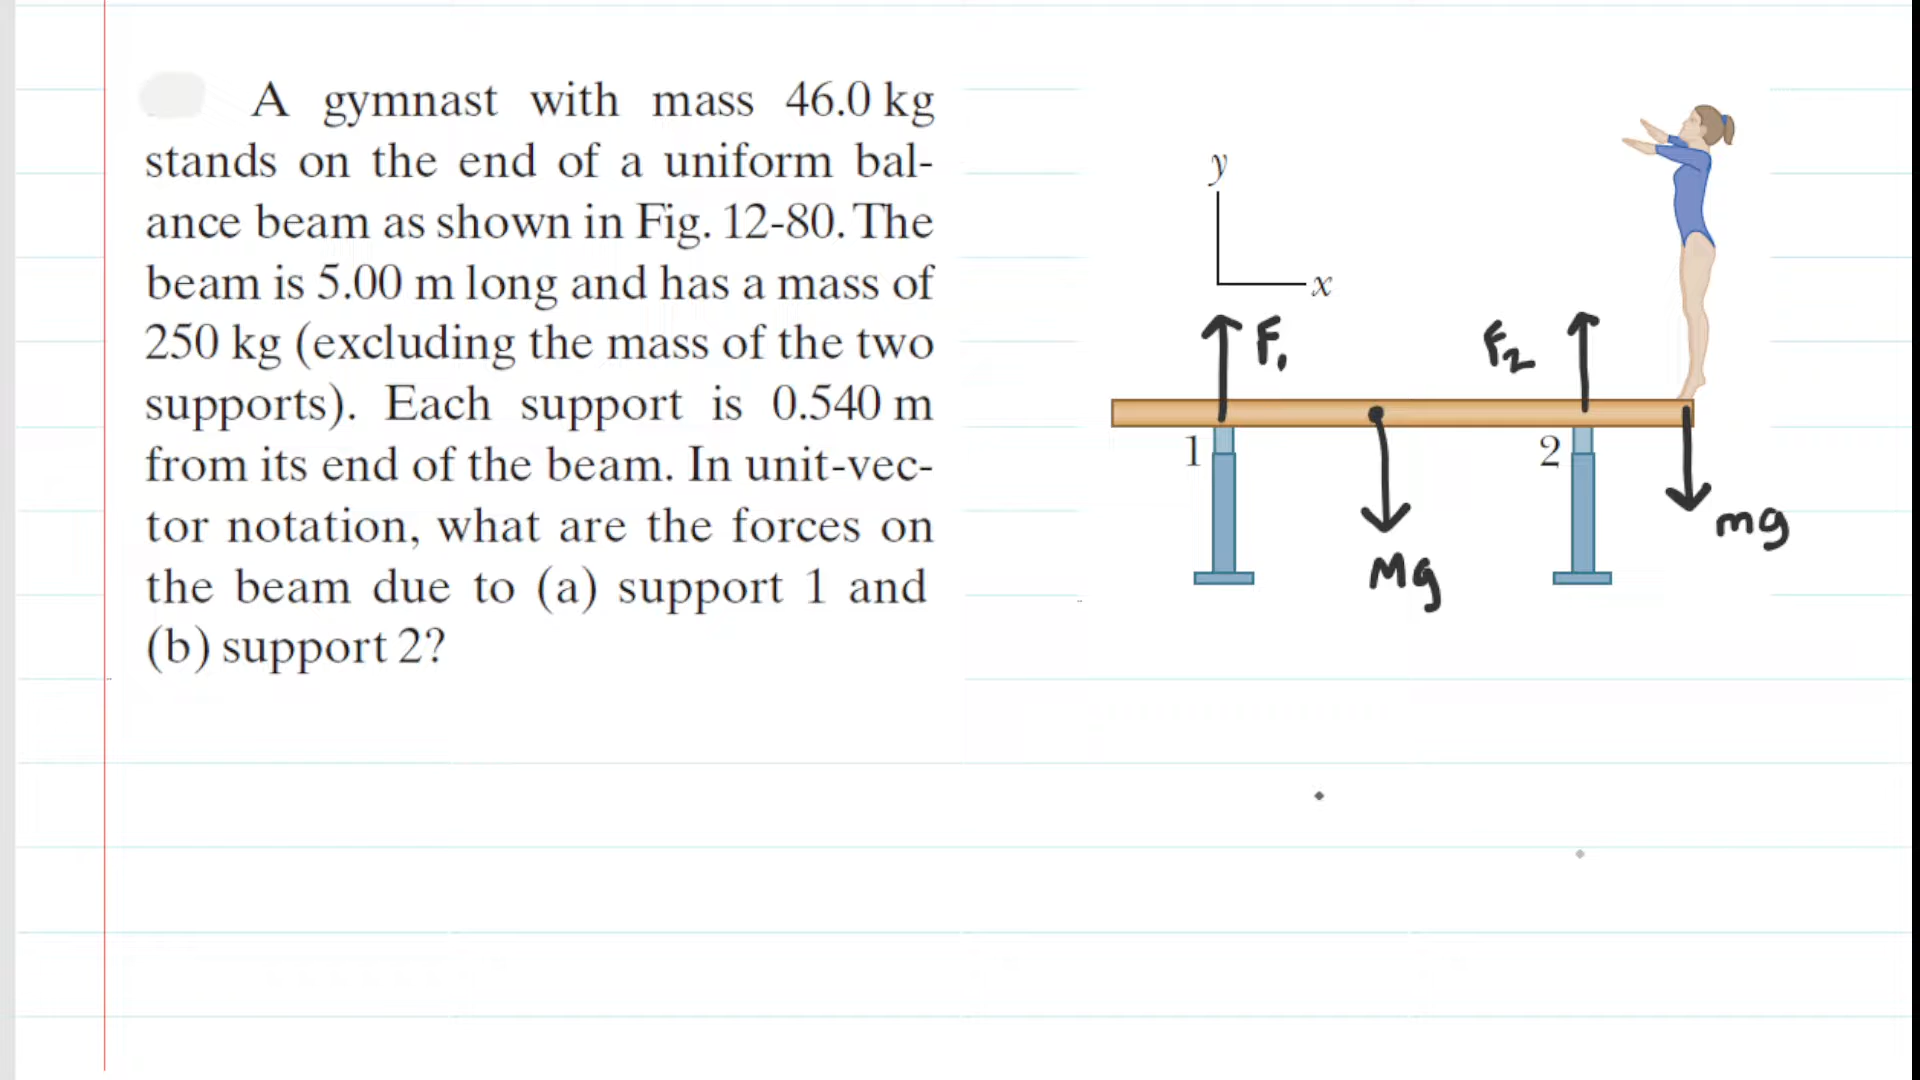 A gymnast with mass 46.0 kg
stands on the end of a uniform bal-
ance beam as shown in Fig. 12-80. The
beam is 5.00 m long and has a mass of
250 kg (excluding the mass of the two
supports). Each support is 0.540 m
from its end of the beam. In unit-vec-
tor notation, what are the forces on
the beam due to (a) support 1 and
(b) support 2?
y
x
F₁
F₂
1
2
mg
Mg